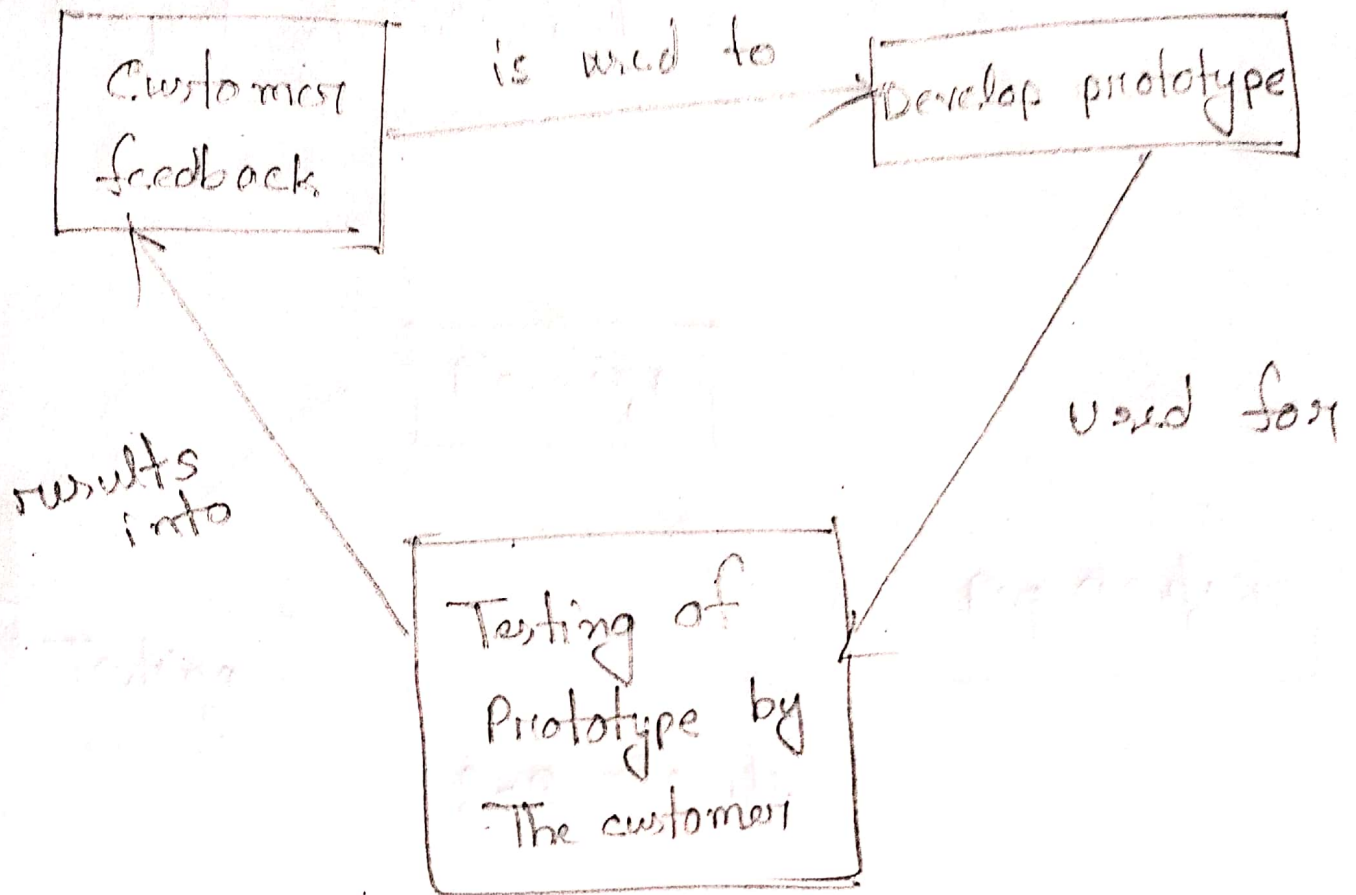 Customer
feedback
is used to
Develop prototype
used for
results
into
Testing of
Prototype by
The customer